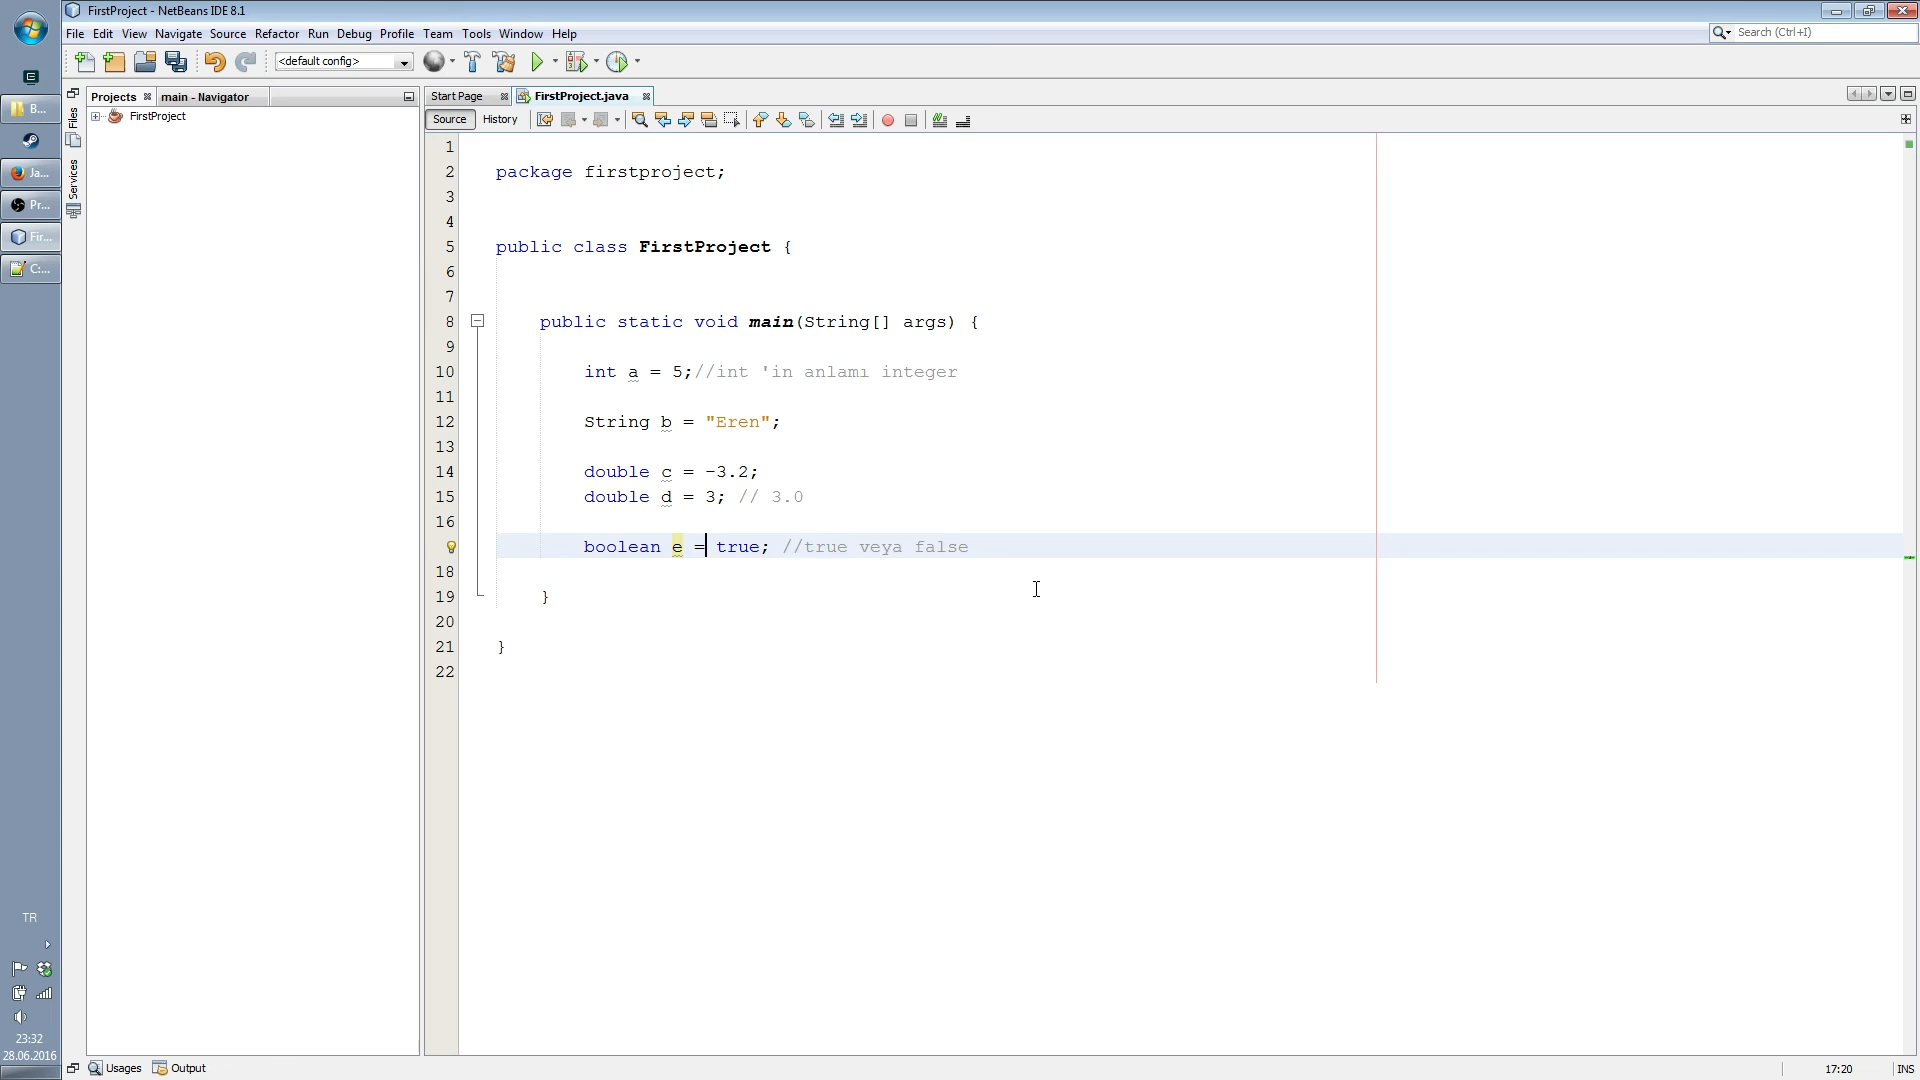 FirstProject - NetBeans IDE 8.1
File Edit View Navigate Source Refactor Run Debug Profile Team Tools Window Help
Search (Ctrl+I)
<default config>
Projects
main - Navigator
FirstProject
Files
Services
Start Page
FirstProject.java
Source
History
1
2 package firstproject;
3
4
5 public class FirstProject {
6
7
8 public static void main(String[] args) {
9
10 int a = 5;//int 'in anlamı integer
11
12 String b = "Eren";
13
14 double c = -3.2;
15 double d = 3; // 3.0
16
boolean e = true; //true veya false
18
19 }
20
21 }
22
B...
Ja...
Pr...
Fir...
C:...
TR
23:32
28.06.2016
Usages
Output
17:20
INS